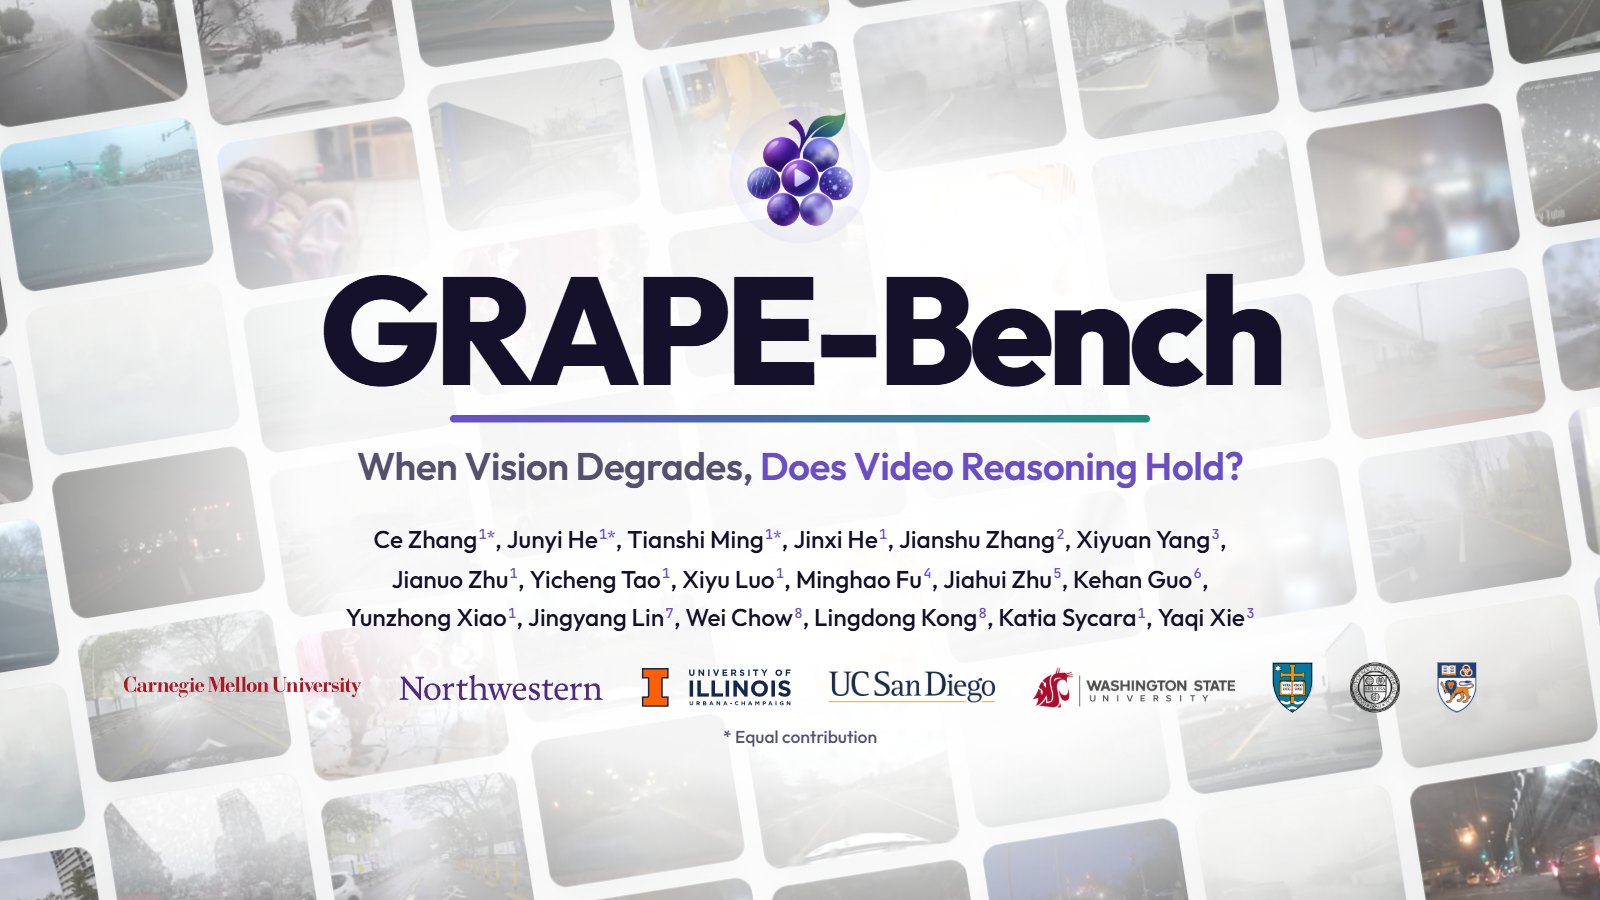 GRAPE-Bench
When Vision Degrades, Does Video Reasoning Hold?
Ce Zhang1*, Junyi He1*, Tianshi Ming1*, Jinxi He1, Jianshu Zhang2, Xiyuan Yang3,
Jianuo Zhu1, Yicheng Tao1, Xiyu Luo1, Minghao Fu4, Jiahui Zhu5, Kehan Guo6,
Yunzhong Xiao1, Jingyang Lin7, Wei Chow8, Lingdong Kong8, Katia Sycara1, Yaqi Xie3
Carnegie Mellon University
Northwestern
UNIVERSITY OF
ILLINOIS
URBANA-CHAMPAIGN
UC San Diego
WASHINGTON STATE
UNIVERSITY
* Equal contribution